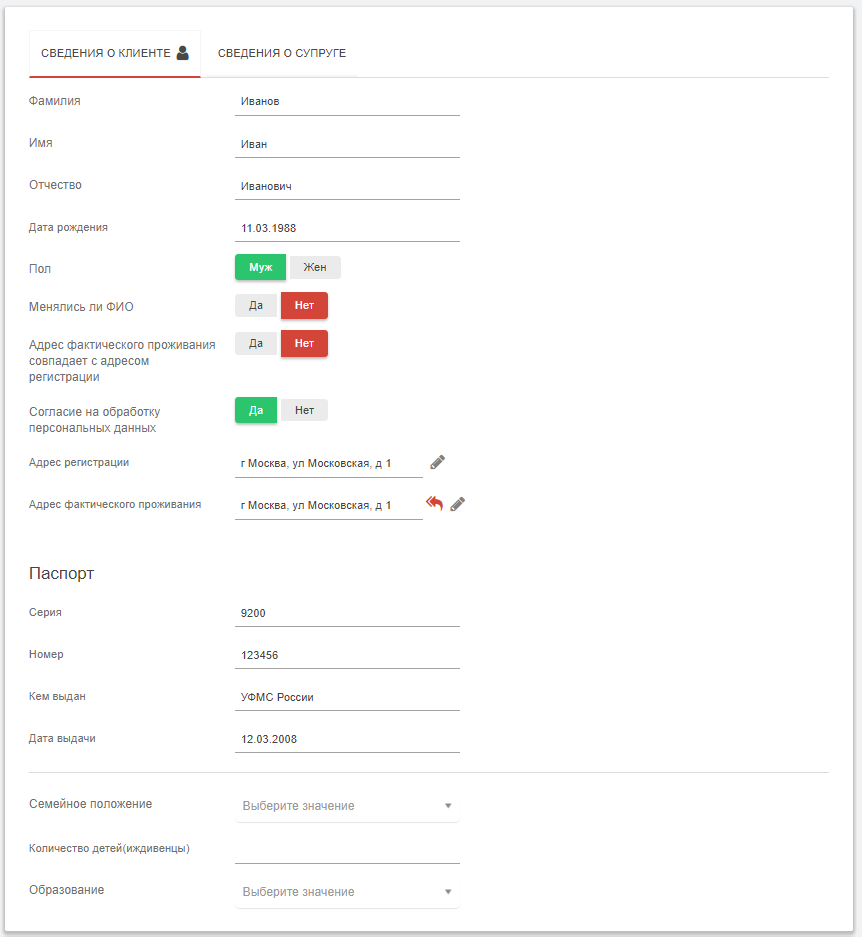 СВЕДЕНИЯ О КЛИЕНТЕ СВЕДЕНИЯ О СУПРУГЕ
Фамилия Иванов
Имя Иван
Отчество Иванович
Дата рождения 11.03.1988
Пол Муж Жен
Менялись ли ФИО Да Нет
Адрес фактического проживания Да Нет
совпадает с адресом
регистрации
Согласие на обработку Да Нет
персональных данных
Адрес регистрации г Москва, ул Московская, д 1
Адрес фактического проживания г Москва, ул Московская, д 1
Паспорт
Серия 9200
Номер 123456
Кем выдан УФМС России
Дата выдачи 12.03.2008
Семейное положение Выберите значение
Количество детей(иждивенцы)
Образование Выберите значение